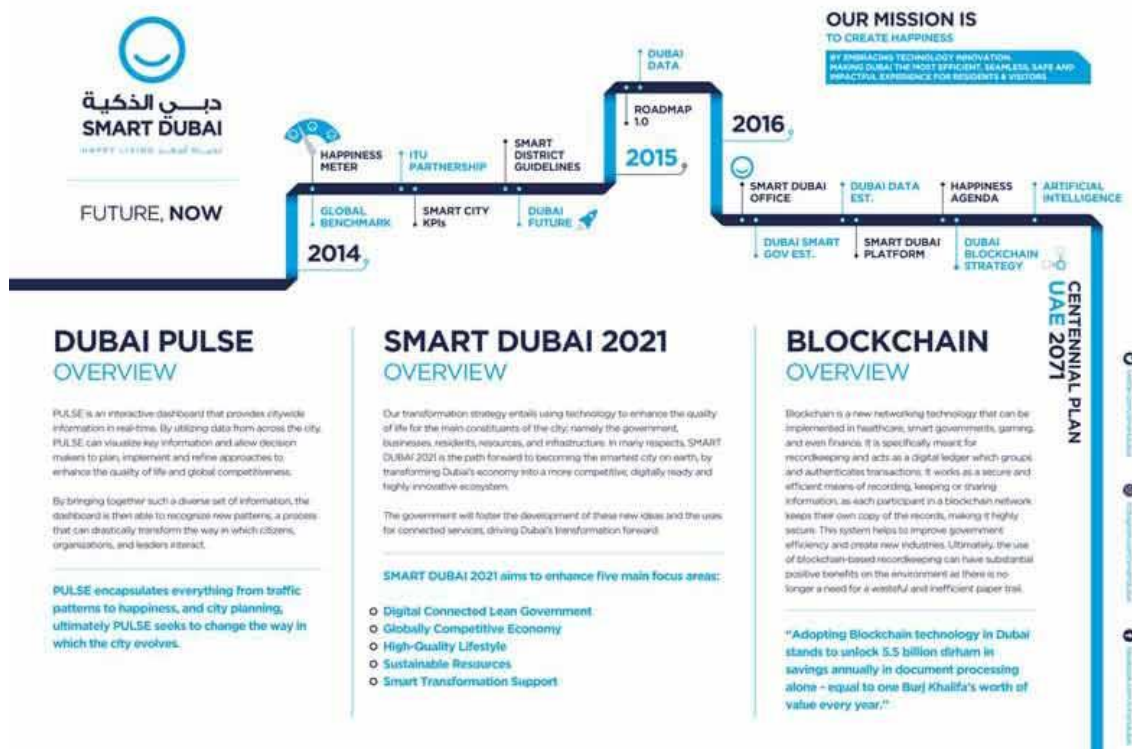 دبي الذكية
SMART DUBAI
HAPPY LIVING
FUTURE, NOW
OUR MISSION IS
TO CREATE HAPPINESS
BY EMBRACING TECHNOLOGY INNOVATION,
MAKING DUBAI THE MOST EFFICIENT, SEAMLESS, SAFE AND
IMPACTFUL EXPERIENCE FOR RESIDENTS & VISITORS
2014
HAPPINESS
METER
GLOBAL
BENCHMARK
ITU
PARTNERSHIP
SMART CITY
KPIs
SMART
DISTRICT
GUIDELINES
DUBAI
FUTURE
2015
ROADMAP
1.0
DUBAI
DATA
2016
SMART DUBAI
OFFICE
DUBAI SMART
GOV EST.
DUBAI DATA
EST.
SMART DUBAI
PLATFORM
HAPPINESS
AGENDA
DUBAI
BLOCKCHAIN
STRATEGY
ARTIFICIAL
INTELLIGENCE
CENTENNIAL PLAN
UAE 2071
DUBAI PULSE
OVERVIEW
PULSE is an interactive dashboard that provides citywide
information in real-time. By utilizing data from across the city,
PULSE can visualize key information and allow decision
makers to plan, implement and refine approaches to
enhance the quality of life and global competitiveness.
By bringing together such a diverse set of information, the
dashboard is then able to recognize new patterns, a process
that can drastically transform the way in which citizens,
organizations, and leaders interact.
PULSE encapsulates everything from traffic
patterns to happiness, and city planning,
ultimately PULSE seeks to change the way in
which the city evolves.
SMART DUBAI 2021
OVERVIEW
Our transformation strategy entails using technology to enhance the quality
of life for the main constituents of the city; namely the government,
businesses, residents, resources, and infrastructure. In many respects, SMART
DUBAI 2021 is the path forward to becoming the smartest city on earth, by
transforming Dubai's economy into a more competitive, digitally ready and
highly innovative ecosystem.
The government will foster the development of these new ideas and the uses
for connected services, driving Dubai's transformation forward.
SMART DUBAI 2021 aims to enhance five main focus areas:
Digital Connected Lean Government
Globally Competitive Economy
High-Quality Lifestyle
Sustainable Resources
Smart Transformation Support
BLOCKCHAIN
OVERVIEW
Blockchain is a new networking technology that can be
implemented in healthcare, smart governments, gaming,
and even finance. It is specifically meant for
recordkeeping and acts as a digital ledger which groups
and authenticates transactions. It works as a secure and
efficient means of recording, keeping or sharing
information, as each participant in a blockchain network
keeps their own copy of the records, making it highly
secure. This system helps to improve government
efficiency and create new industries. Ultimately, the use
of blockchain-based recordkeeping can have substantial
positive benefits on the environment as there is no
longer a need for a wasteful and inefficient paper trail.
"Adopting Blockchain technology in Dubai
stands to unlock 5.5 billion dirham in
savings annually in document processing
alone - equal to one Burj Khalifa's worth of
value every year."